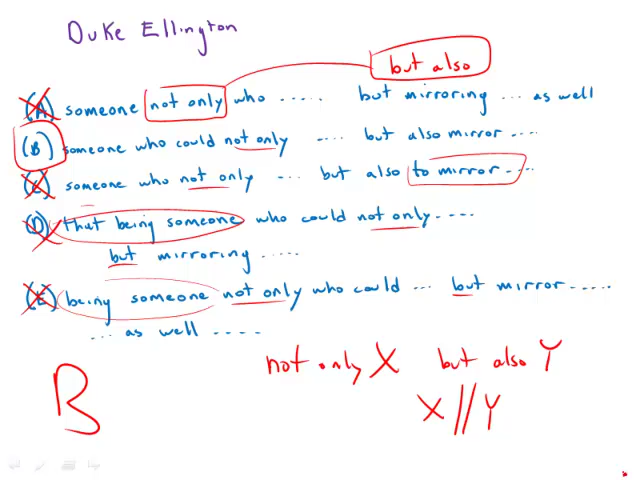 Duke Ellington
but also
(A) someone not only who ..... but mirroring ... as well
(B) someone who could not only .... but also mirror ....
(C) someone who not only .... but also to mirror ....
(D) that being someone who could not only ....
but mirroring .....
(E) being someone not only who could ... but mirror .....
... as well ....
not only X but also Y
X // Y
B